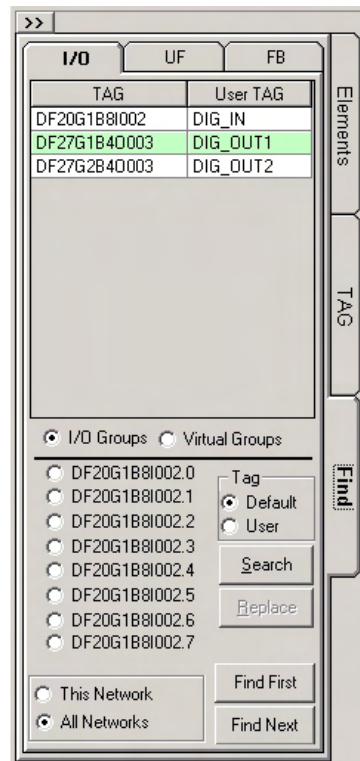 >>
I/O UF FB
TAG User TAG
DF20G1B8I002 DIG_IN
DF27G1B4O003 DIG_OUT1
DF27G2B4O003 DIG_OUT2
I/O Groups Virtual Groups
DF20G1B8I002.0
DF20G1B8I002.1
DF20G1B8I002.2
DF20G1B8I002.3
DF20G1B8I002.4
DF20G1B8I002.5
DF20G1B8I002.6
DF20G1B8I002.7
Tag
Default
User
Search
Replace
This Network
All Networks
Find First
Find Next
Elements
TAG
Find